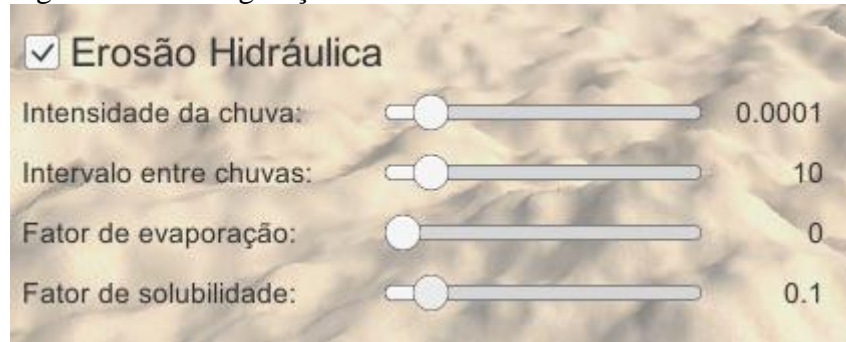 Erosão Hidráulica
Intensidade da chuva: 0.0001
Intervalo entre chuvas: 10
Fator de evaporação: 0
Fator de solubilidade: 0.1